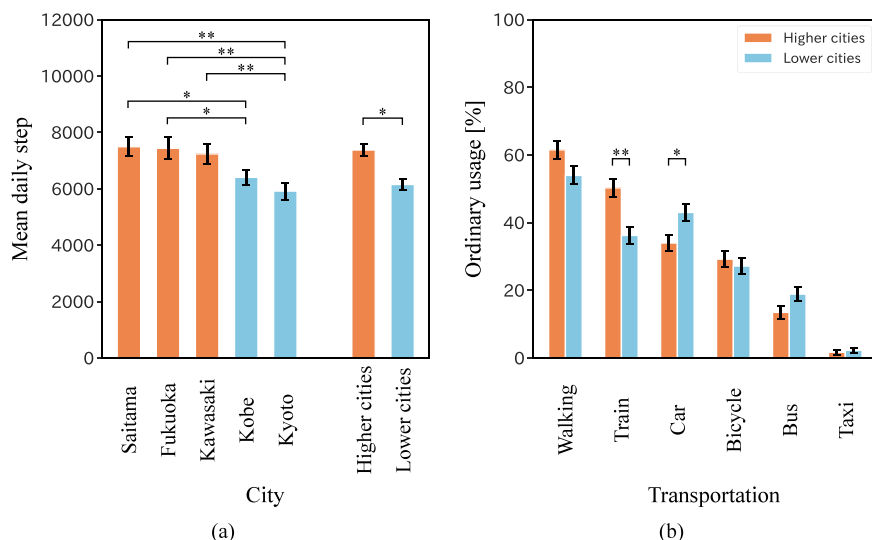 12000
10000
8000
6000
4000
2000
0
Mean daily step
**
**
**
*
*
*
Saitama
Fukuoka
Kawasaki
Kobe
Kyoto
Higher cities
Lower cities
City
(a)
100
80
60
40
20
0
Ordinary usage [%]
Higher cities
Lower cities
**
*
Walking
Train
Car
Bicycle
Bus
Taxi
Transportation
(b)